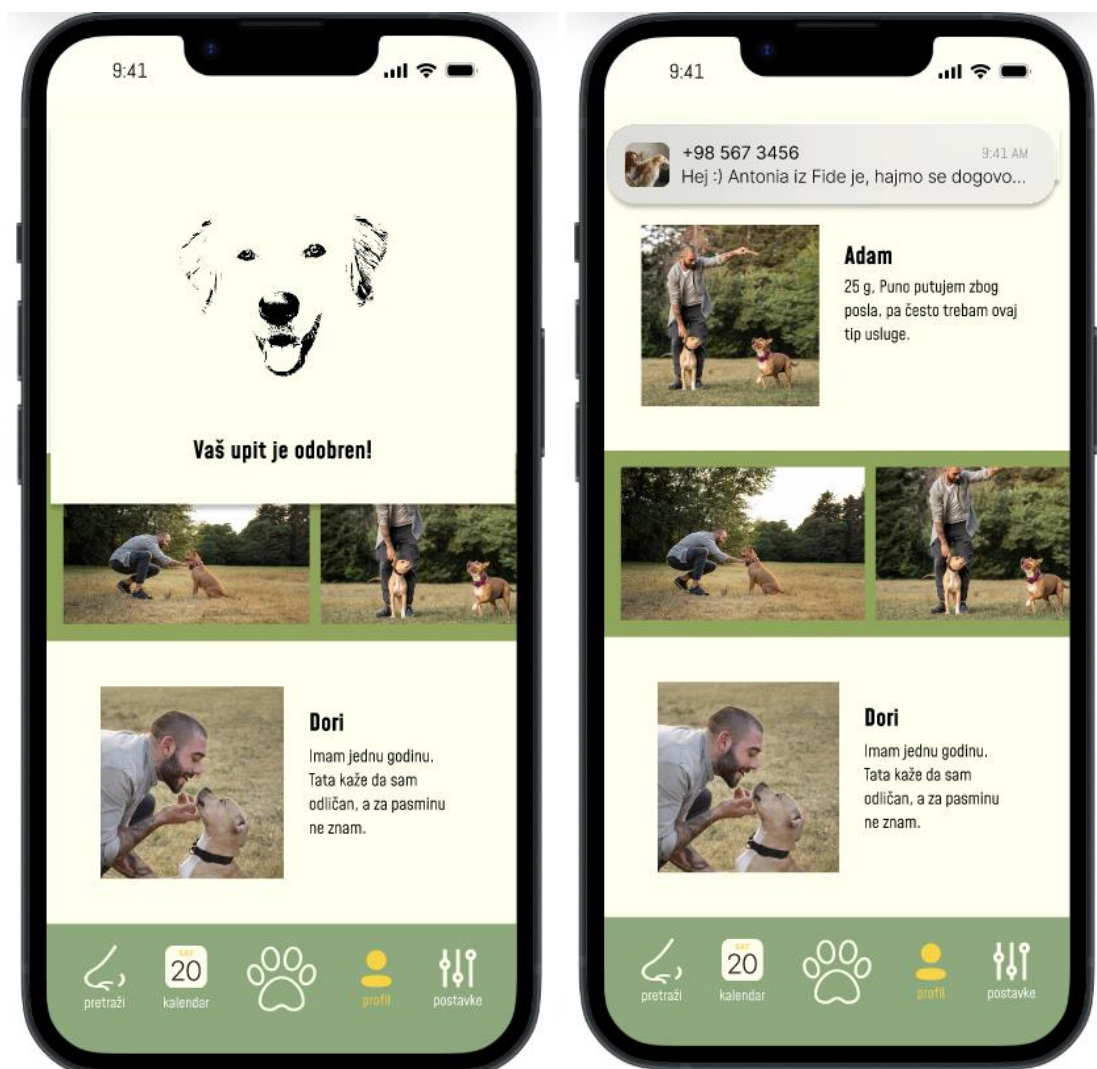 9:41
Vaš upit je odobren!
Dori
Imam jednu godinu.
Tata kaže da sam
odličan, a za pasminu
ne znam.
pretraži
SAT
20
kalendar
profil
postavke
9:41
+98 567 3456
9:41 AM
Hej :) Antonia iz Fide je, hajmo se dogovo...
Adam
25 g, Puno putujem zbog
posla, pa često trebam ovaj
tip usluge.
Dori
Imam jednu godinu.
Tata kaže da sam
odličan, a za pasminu
ne znam.
pretraži
SAT
20
kalendar
profil
postavke